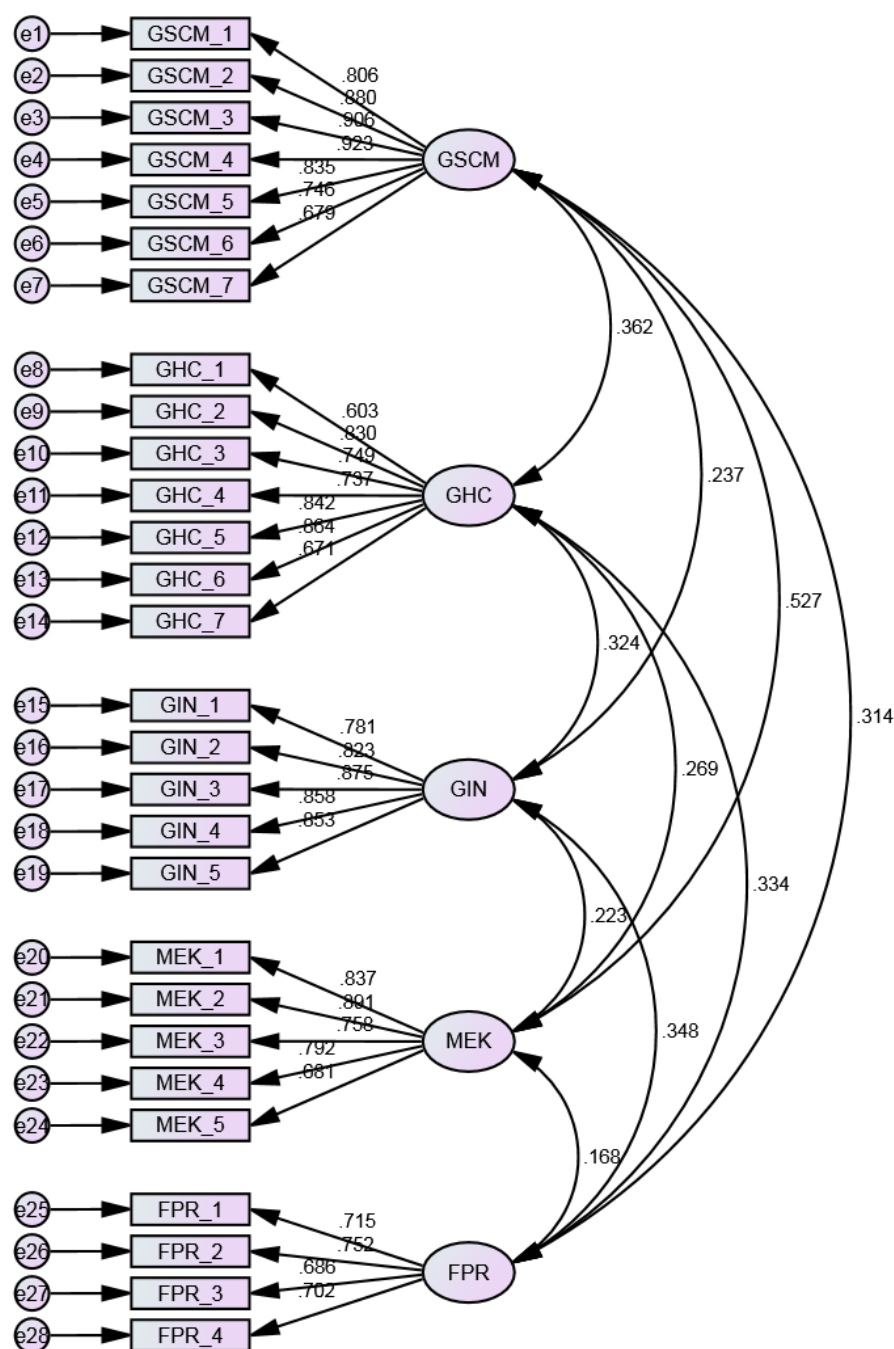 e1 GSCM_1
e2 GSCM_2
e3 GSCM_3
e4 GSCM_4
e5 GSCM_5
e6 GSCM_6
e7 GSCM_7
.806
.880
.906
.923
.835
.746
.679
GSCM
e8 GHC_1
e9 GHC_2
e10 GHC_3
e11 GHC_4
e12 GHC_5
e13 GHC_6
e14 GHC_7
.603
.830
.749
.737
.842
.864
.671
GHC
e15 GIN_1
e16 GIN_2
e17 GIN_3
e18 GIN_4
e19 GIN_5
.781
.823
.875
.858
.853
GIN
e20 MEK_1
e21 MEK_2
e22 MEK_3
e23 MEK_4
e24 MEK_5
.837
.891
.758
.792
.681
MEK
e25 FPR_1
e26 FPR_2
e27 FPR_3
e28 FPR_4
.715
.752
.686
.702
FPR
.362
.237
.527
.324
.314
.269
.334
.223
.348
.168